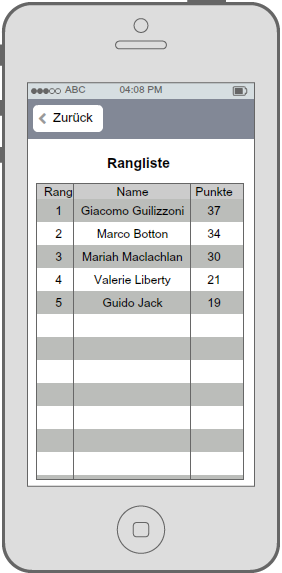 ABC 04:08 PM
Zurück
Rangliste
Rang Name Punkte
1 Giacomo Guilizzoni 37
2 Marco Botton 34
3 Mariah Maclachlan 30
4 Valerie Liberty 21
5 Guido Jack 19